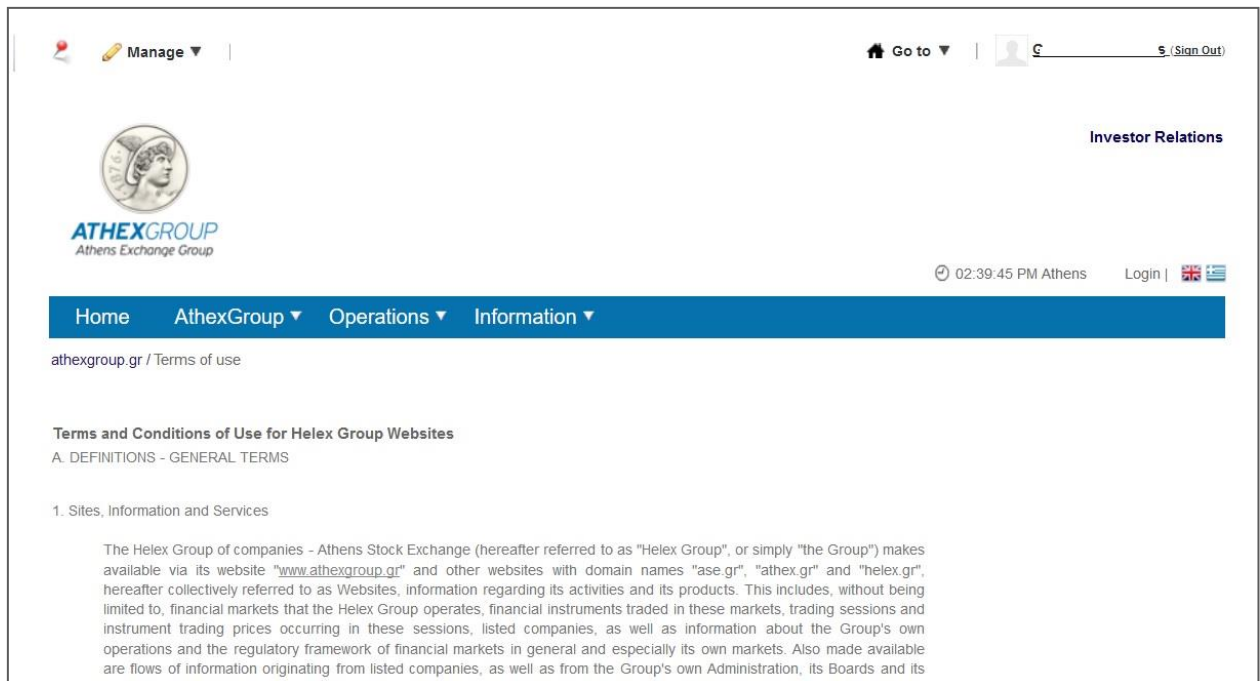 Manage ▼ | Go to ▼ | (Sign Out)
Investor Relations
1876
ATHEXGROUP
Athens Exchange Group
02:39:45 PM Athens Login |
Home AthexGroup ▼ Operations ▼ Information ▼
athexgroup.gr / Terms of use
Terms and Conditions of Use for Helex Group Websites
A. DEFINITIONS - GENERAL TERMS
1. Sites, Information and Services
The Helex Group of companies - Athens Stock Exchange (hereafter referred to as "Helex Group", or simply "the Group") makes
available via its website "www.athexgroup.gr" and other websites with domain names "ase.gr", "athex.gr" and "helex.gr",
hereafter collectively referred to as Websites, information regarding its activities and its products. This includes, without being
limited to, financial markets that the Helex Group operates, financial instruments traded in these markets, trading sessions and
instrument trading prices occurring in these sessions, listed companies, as well as information about the Group's own
operations and the regulatory framework of financial markets in general and especially its own markets. Also made available
are flows of information originating from listed companies, as well as from the Group's own Administration, its Boards and its